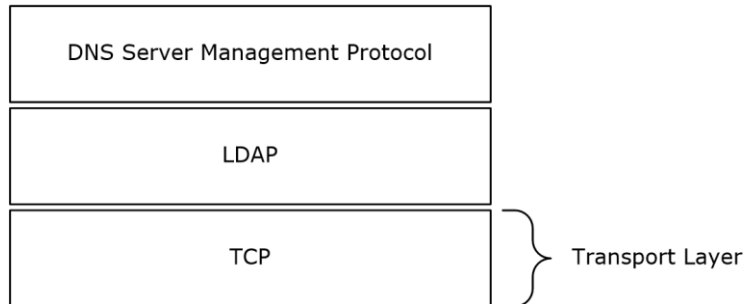 DNS Server Management Protocol
LDAP
TCP
Transport Layer